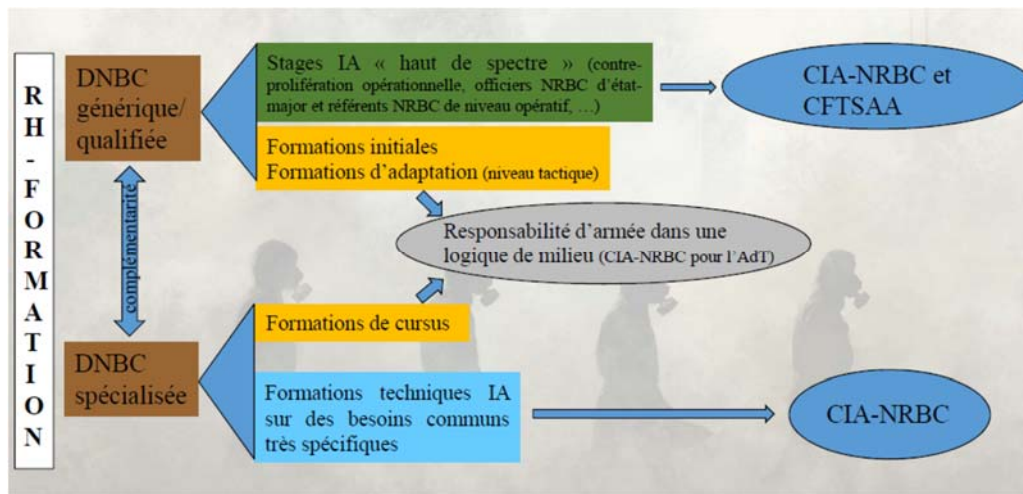 RH-FORMATION
DNBC
générique/
qualifiée
Stages IA « haut de spectre » (contre-
prolifération opérationnelle, officiers NRBC d'état-
major et référents NRBC de niveau opératif, …)
CIA-NRBC et
CFTSAA
Formations initiales
Formations d'adaptation (niveau tactique)
complémentarité
Responsabilité d'armée dans une
logique de milieu (CIA-NRBC pour l'AdT)
Formations de cursus
DNBC
spécialisée
Formations techniques IA
sur des besoins communs
très spécifiques
CIA-NRBC